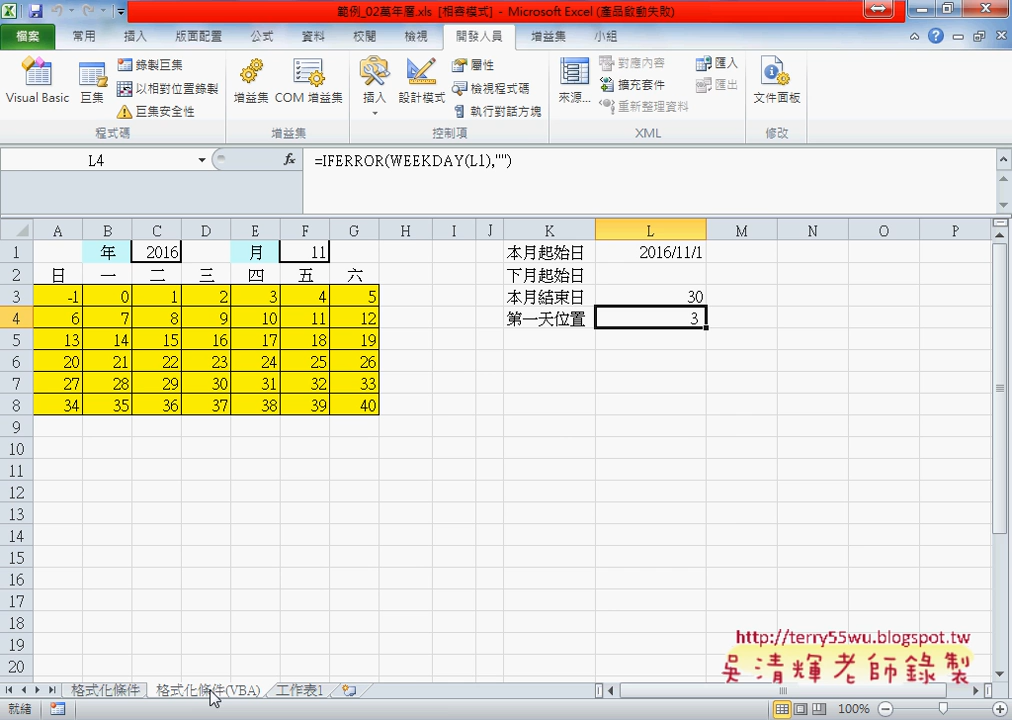 範例_02萬年曆.xls [相容模式] - Microsoft Excel (產品啟動失敗)
檔案 常用 插入 版面配置 公式 資料 校閱 檢視 開發人員 增益集 小組
Visual Basic 巨集 錄製巨集 以相對位置錄製 巨集安全性 增益集 COM 增益集 插入 設計模式 屬性 檢視程式碼 執行對話方塊 來源... 對應內容 擴充套件 重新整理資料 匯入 匯出 文件面板
程式碼 增益集 控制項 XML 修改
L4 fx =IFERROR(WEEKDAY(L1),"")
A B C D E F G H I J K L M N O P
1 年 2016 月 11 本月起始日 2016/11/1
2 日 一 二 三 四 五 六 下月起始日
3 -1 0 1 2 3 4 5 本月結束日 30
4 6 7 8 9 10 11 12 第一天位置 3
5 13 14 15 16 17 18 19
6 20 21 22 23 24 25 26
7 27 28 29 30 31 32 33
8 34 35 36 37 38 39 40
9
10
11
12
13
14
15
16
17
18
19
20
http://terry55wu.blogspot.tw
吳清輝老師錄製
格式化條件 格式化條件(VBA) 工作表1
就緒 100%